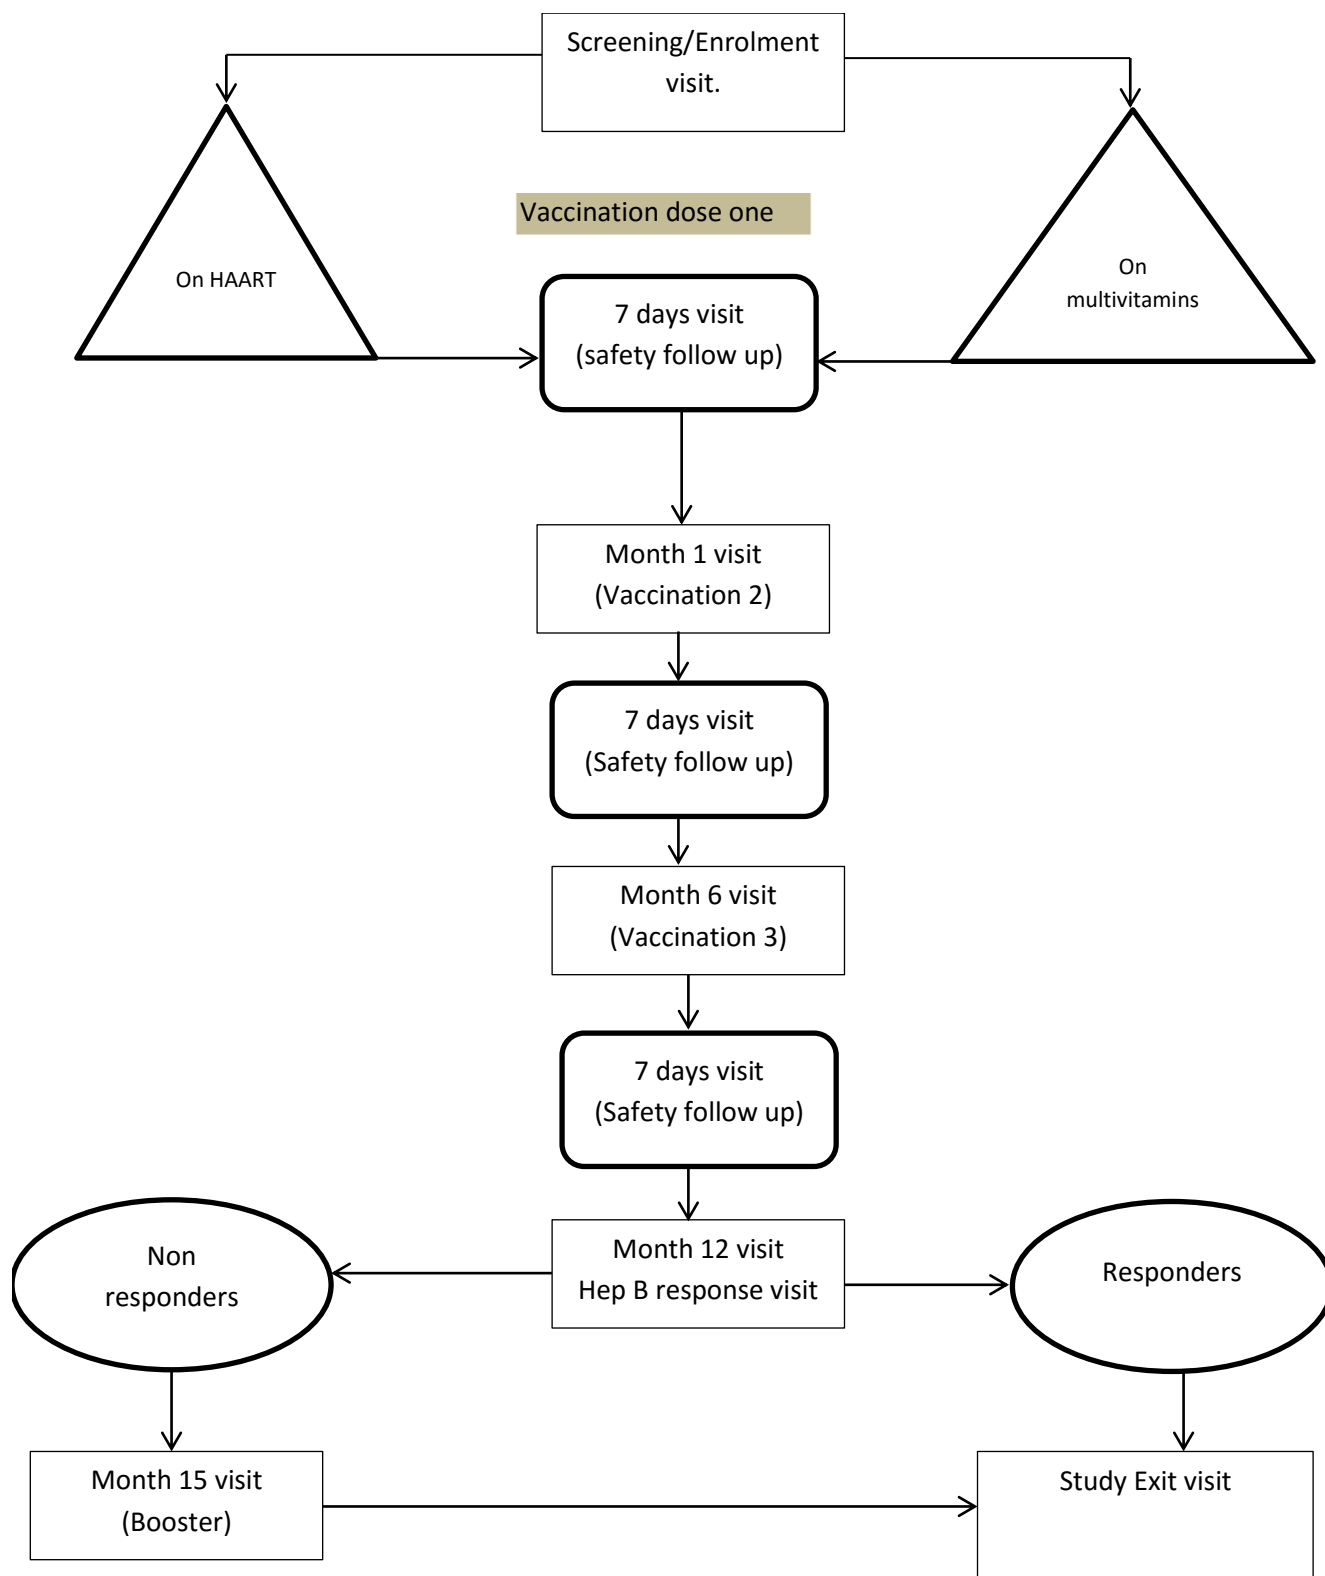 Screening/Enrolment
visit.
Vaccination dose one
On HAART
On
multivitamins
7 days visit
(safety follow up)
Month 1 visit
(Vaccination 2)
7 days visit
(Safety follow up)
Month 6 visit
(Vaccination 3)
7 days visit
(Safety follow up)
Month 12 visit
Hep B response visit
Non
responders
Responders
Month 15 visit
(Booster)
Study Exit visit